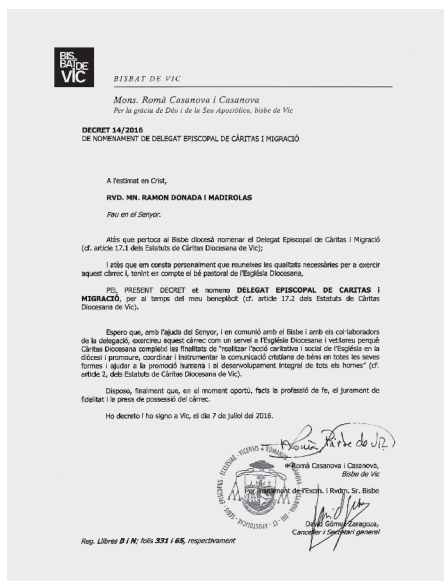 BIS
BAT DE
VIC
BISBAT DE VIC
Mons. Romà Casanova i Casanova
Per la gràcia de Déu i de la Seu Apostòlica, bisbe de Vic
DECRET 14/2016
DE NOMENAMENT DE DELEGAT EPISCOPAL DE CÀRITAS I MIGRACIÓ
A l'estimat en Crist,
RVD. MN. RAMON DONADA I MADIROLAS
Pau en el Senyor.
Atès que pertoca al Bisbe diocesà nomenar el Delegat Episcopal de Càritas i Migració
(cf. article 17.1 dels Estatuts de Càritas Diocesana de Vic);
I atès que em consta personalment que reuneixes les qualitats necessàries per a exercir
aquest càrrec i, tenint en compte el bé pastoral de l'Església Diocesana,
PEL PRESENT DECRET et nomeno DELEGAT EPISCOPAL DE CARITAS i
MIGRACIÓ, per al temps del meu beneplàcit (cf. article 17.2 dels Estatuts de Càritas
Diocesana de Vic).
Espero que, amb l'ajuda del Senyor, i en comunió amb el Bisbe i amb els col·laboradors
de la delegació, exercireu aquest càrrec com un servei a l'Església Diocesana i vetllareu perquè
Càritas Diocesana compleixi les finalitats de "realitzar l'acció caritativa i social de l'Església en la
diòcesi i promoure, coordinar i instrumentar la comunicació cristiana de béns en totes les seves
formes i ajudar a la promoció humana i al desenvolupament integral de tots els homes" (cf.
article 2, dels Estatuts de Càritas Diocesana de Vic).
Disposo, finalment que, en el moment oportú, facis la professió de fe, el jurament de
fidelitat i la presa de possessió del càrrec.
Ho decreto i ho signo a Vic, el dia 7 de juliol del 2016.
Romà Bisbe de Vic
Romà Casanova i Casanova,
Bisbe de Vic
Per manament de l'Excm. i Rvdm. Sr. Bisbe
David Gómez Zaragoza,
Canceller i Secretari general
Reg. Llibres B i N; folis 331 i 65, respectivament